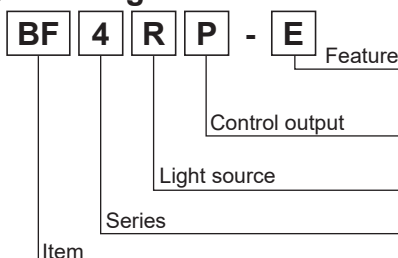 BF 4 R P - E
Feature
Control output
Light source
Series
Item